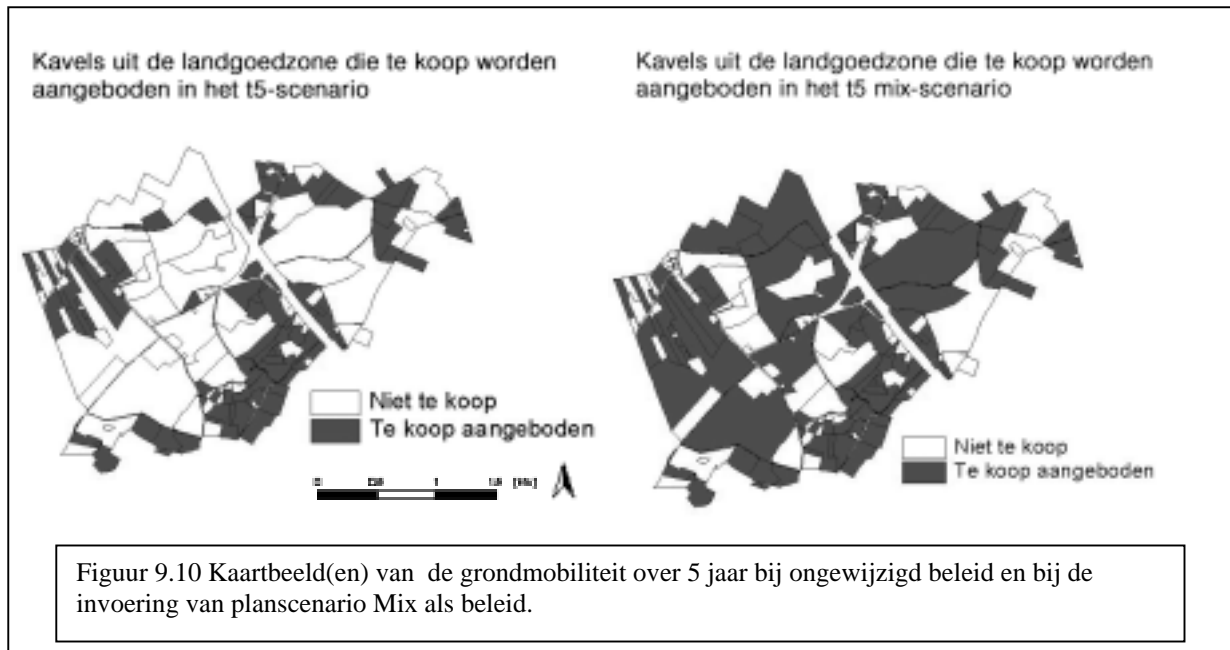 Kavels uit de landgoedzone die te koop worden
aangeboden in het t5-scenario
Kavels uit de landgoedzone die te koop worden
aangeboden in het t5 mix-scenario
Niet te koop
Te koop aangeboden
Niet te koop
Te koop aangeboden
0 1
Figuur 9.10 Kaartbeeld(en) van de grondmobiliteit over 5 jaar bij ongewijzigd beleid en bij de
invoering van planscenario Mix als beleid.